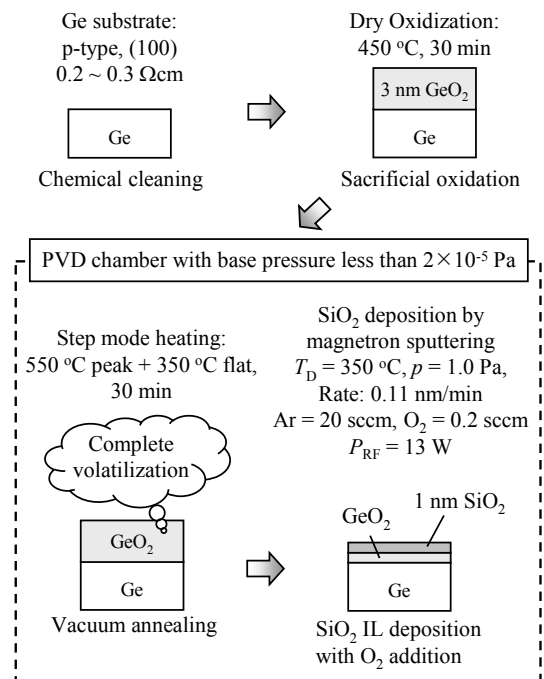 Ge substrate:
p-type, (100)
0.2 ~ 0.3 Ωcm
Ge
Chemical cleaning
Dry Oxidization:
450 °C, 30 min
3 nm GeO₂
Ge
Sacrificial oxidation
PVD chamber with base pressure less than 2×10⁻⁵ Pa
Step mode heating:
550 °C peak + 350 °C flat,
30 min
Complete
volatilization
GeO₂
Ge
Vacuum annealing
SiO₂ deposition by
magnetron sputtering
T_D = 350 °C, p = 1.0 Pa,
Rate: 0.11 nm/min
Ar = 20 sccm, O₂ = 0.2 sccm
P_RF = 13 W
GeO₂
1 nm SiO₂
Ge
SiO₂ IL deposition
with O₂ addition